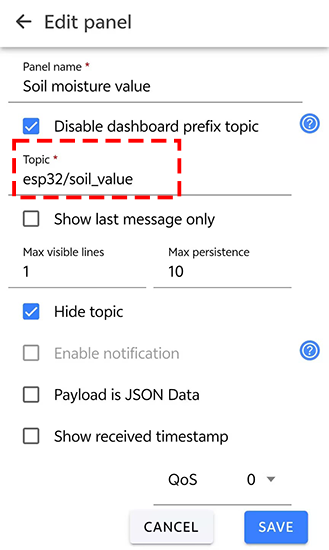 Edit panel
Panel name *
Soil moisture value
Disable dashboard prefix topic
Topic *
esp32/soil_value
Show last message only
Max visible lines Max persistence
1 10
Hide topic
Enable notification
Payload is JSON Data
Show received timestamp
QoS 0
CANCEL SAVE